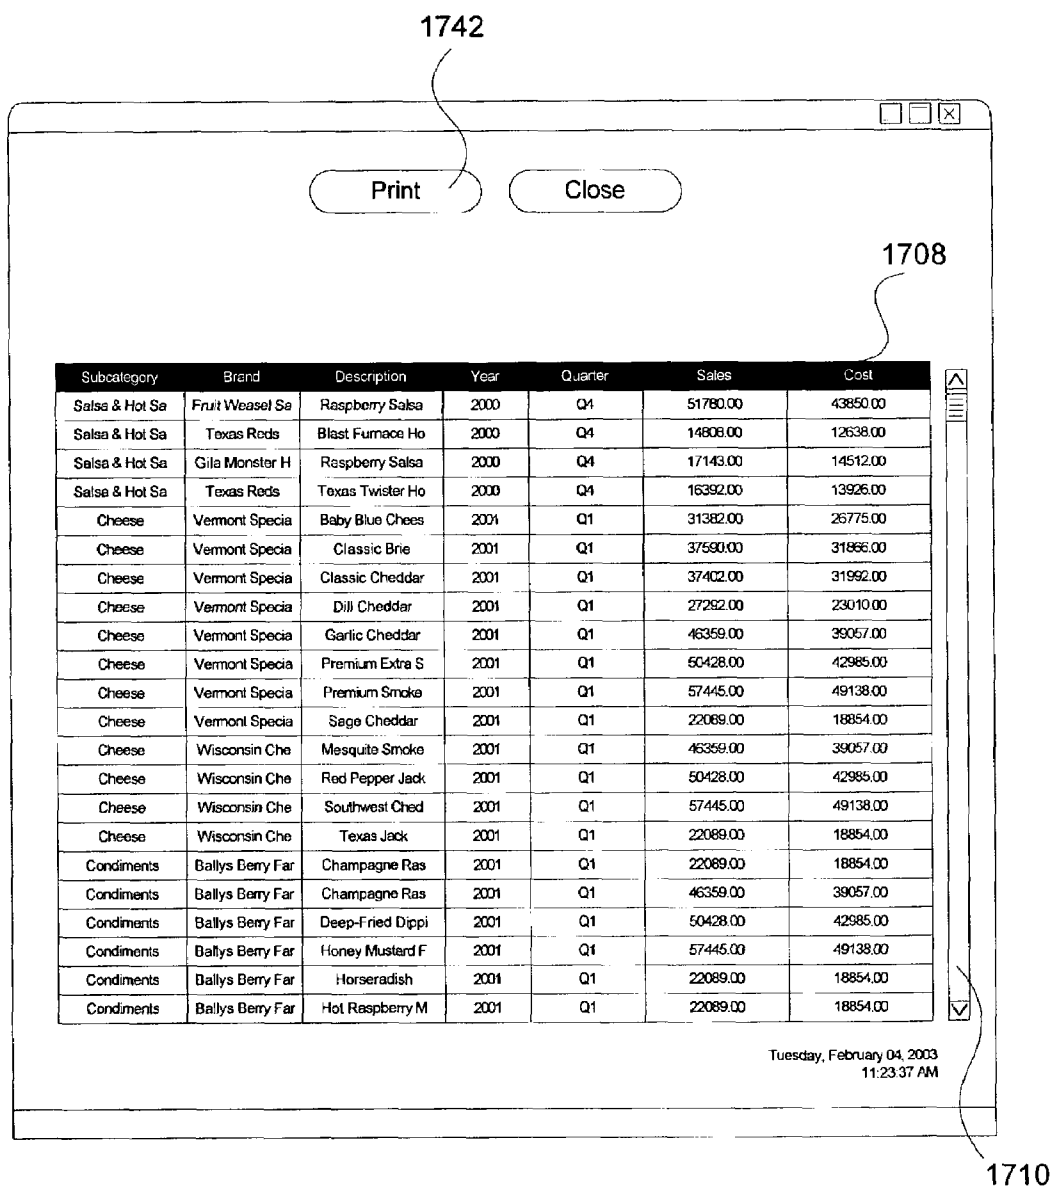 1742
Print Close
1708
Subcategory Brand Description Year Quarter Sales Cost
Salsa & Hot Sa Fruit Weasel Sa Raspberry Salsa 2000 Q4 51780.00 43850.00
Salsa & Hot Sa Texas Reds Blast Furnace Ho 2000 Q4 14808.00 12638.00
Salsa & Hot Sa Gila Monster H Raspberry Salsa 2000 Q4 17143.00 14512.00
Salsa & Hot Sa Texas Reds Texas Twister Ho 2000 Q4 16392.00 13926.00
Cheese Vermont Specia Baby Blue Chees 2001 Q1 31382.00 26775.00
Cheese Vermont Specia Classic Brie 2001 Q1 37590.00 31866.00
Cheese Vermont Specia Classic Cheddar 2001 Q1 37402.00 31992.00
Cheese Vermont Specia Dill Cheddar 2001 Q1 27292.00 23010.00
Cheese Vermont Specia Garlic Cheddar 2001 Q1 46359.00 39057.00
Cheese Vermont Specia Premium Extra S 2001 Q1 50428.00 42985.00
Cheese Vermont Specia Premium Smoke 2001 Q1 57445.00 49138.00
Cheese Vermont Specia Sage Cheddar 2001 Q1 22089.00 18854.00
Cheese Wisconsin Che Mesquite Smoke 2001 Q1 46359.00 39057.00
Cheese Wisconsin Che Red Pepper Jack 2001 Q1 50428.00 42985.00
Cheese Wisconsin Che Southwest Ched 2001 Q1 57445.00 49138.00
Cheese Wisconsin Che Texas Jack 2001 Q1 22089.00 18854.00
Condiments Ballys Berry Far Champagne Ras 2001 Q1 22089.00 18854.00
Condiments Ballys Berry Far Champagne Ras 2001 Q1 46359.00 39057.00
Condiments Ballys Berry Far Deep-Fried Dippi 2001 Q1 50428.00 42985.00
Condiments Ballys Berry Far Honey Mustard F 2001 Q1 57445.00 49138.00
Condiments Ballys Berry Far Horseradish 2001 Q1 22089.00 18854.00
Condiments Ballys Berry Far Hot Raspberry M 2001 Q1 22089.00 18854.00
Tuesday, February 04, 2003
11:23:37 AM
1710